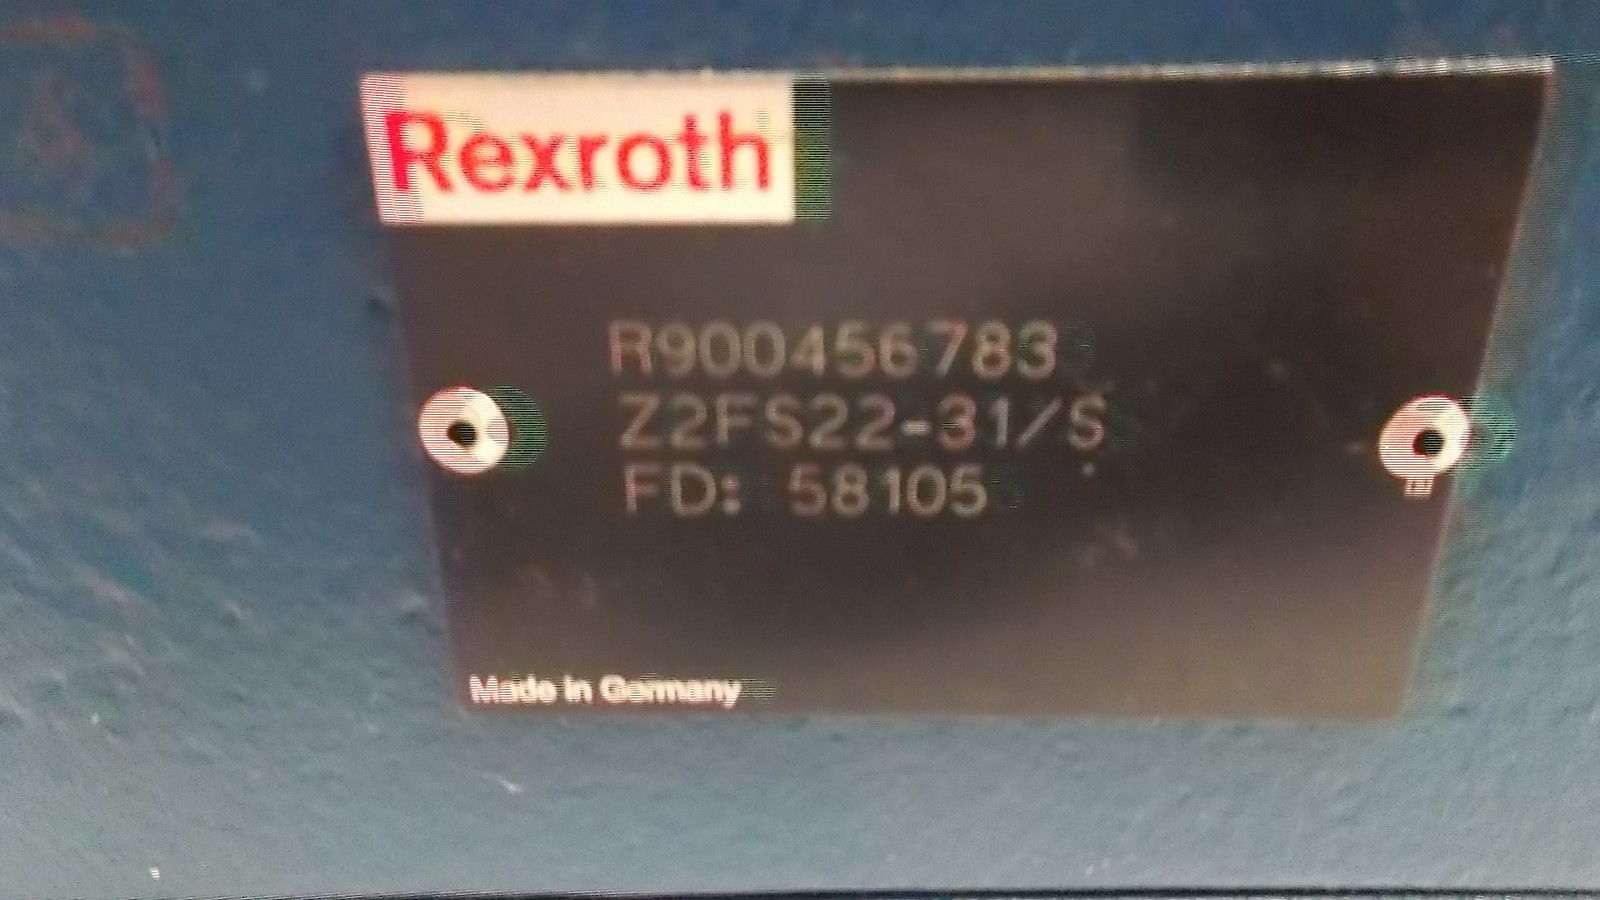 Rexroth
R900456783
Z2FS22-31/S
FD: 58105
Made in Germany